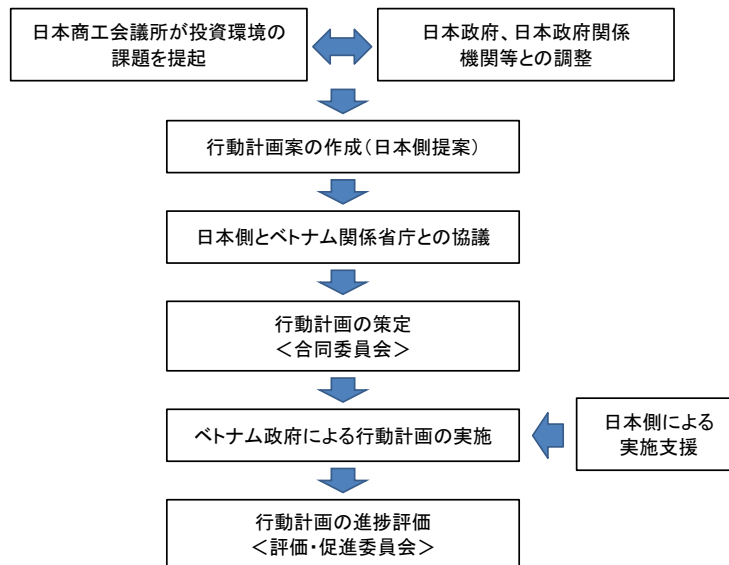 日本商工会議所が投資環境の
課題を提起
日本政府、日本政府関係
機関等との調整
行動計画案の作成(日本側提案)
日本側とベトナム関係省庁との協議
行動計画の策定
＜合同委員会＞
ベトナム政府による行動計画の実施
日本側による
実施支援
行動計画の進捗評価
＜評価・促進委員会＞